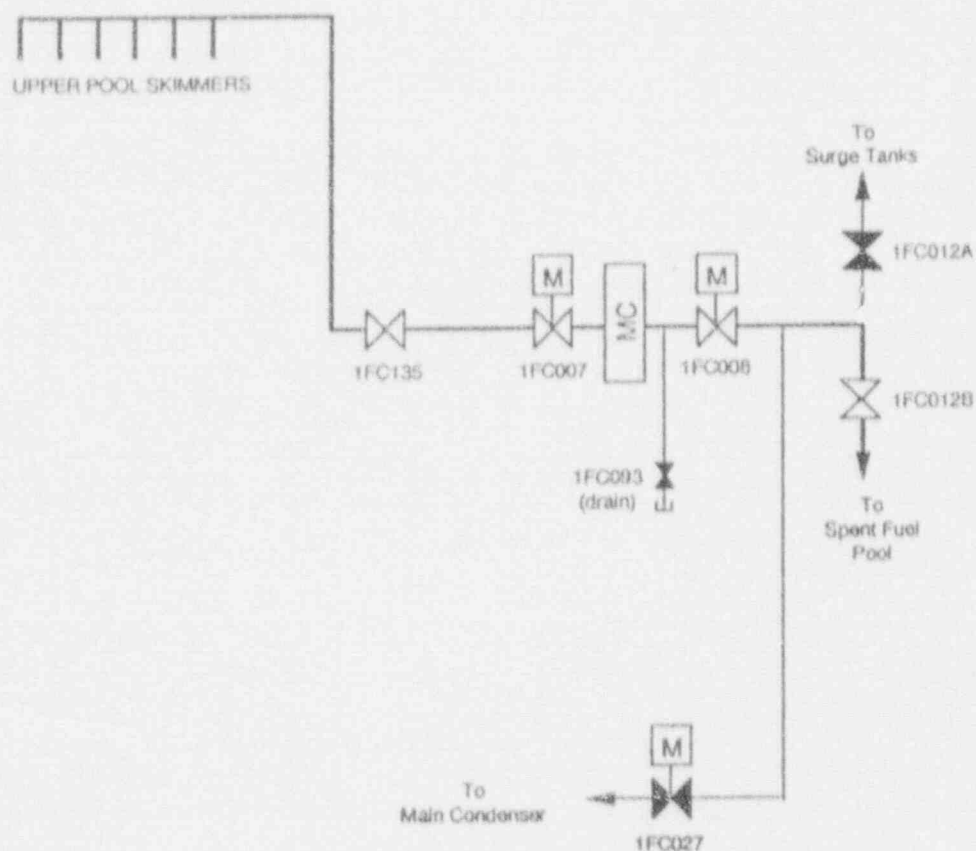 UPPER POOL SKIMMERS
To
Surge Tanks
1FC012A
M
M
MC
1FC135
1FC007
1FC008
1FC012B
1FC093
(drain)
To
Spent Fuel
Pool
M
To
Main Condenser
1FC027